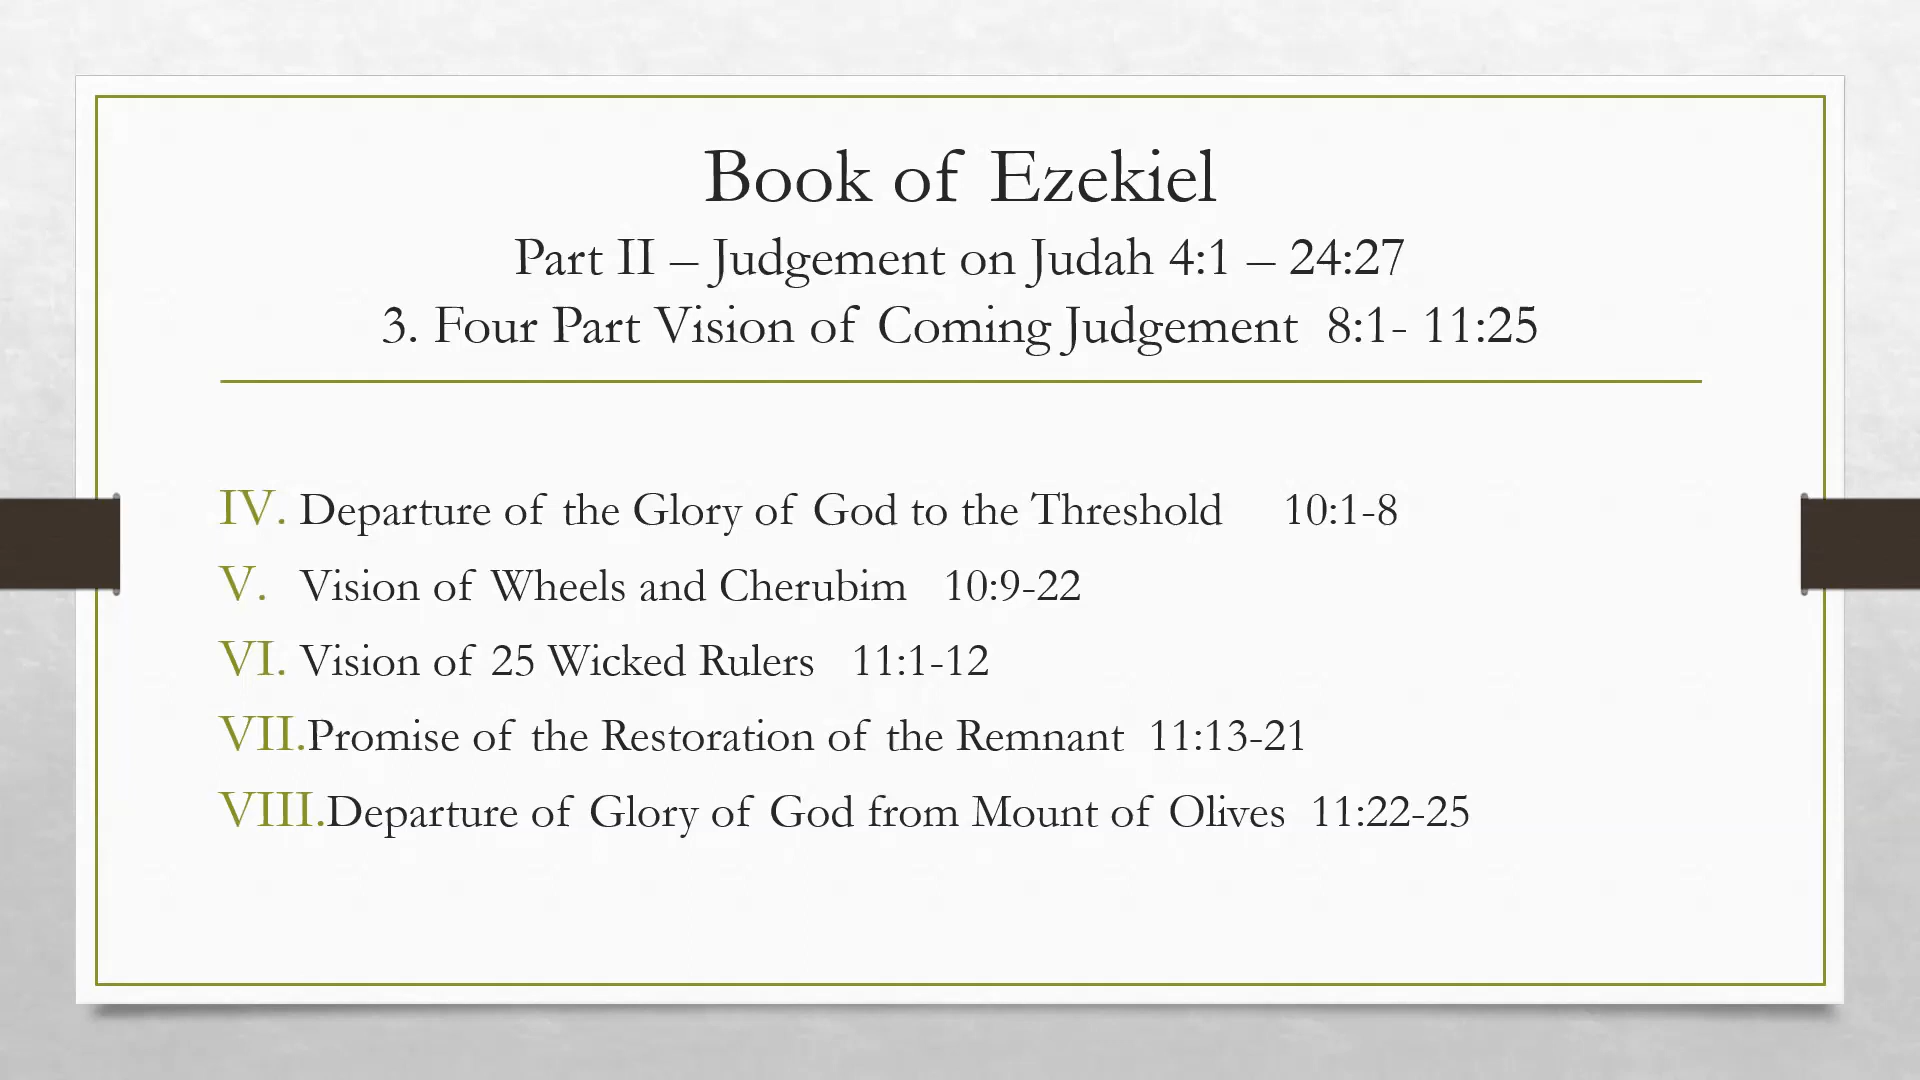 Book of Ezekiel
Part II – Judgement on Judah 4:1 – 24:27
3. Four Part Vision of Coming Judgement 8:1- 11:25
IV. Departure of the Glory of God to the Threshold 10:1-8
V. Vision of Wheels and Cherubim 10:9-22
VI. Vision of 25 Wicked Rulers 11:1-12
VII.Promise of the Restoration of the Remnant 11:13-21
VIII.Departure of Glory of God from Mount of Olives 11:22-25